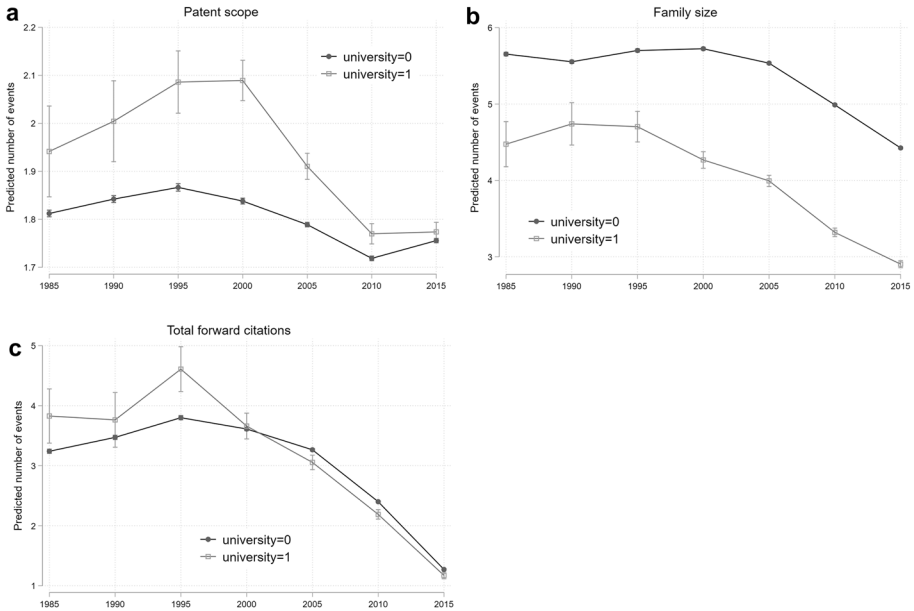 a
Patent scope
Predicted number of events
2.2
2.1
2
1.9
1.8
1.7
university=0
university=1
1985 1990 1995 2000 2005 2010 2015
b
Family size
Predicted number of events
6
5
4
3
university=0
university=1
1985 1990 1995 2000 2005 2010 2015
c
Total forward citations
Predicted number of events
5
4
3
2
1
university=0
university=1
1985 1990 1995 2000 2005 2010 2015